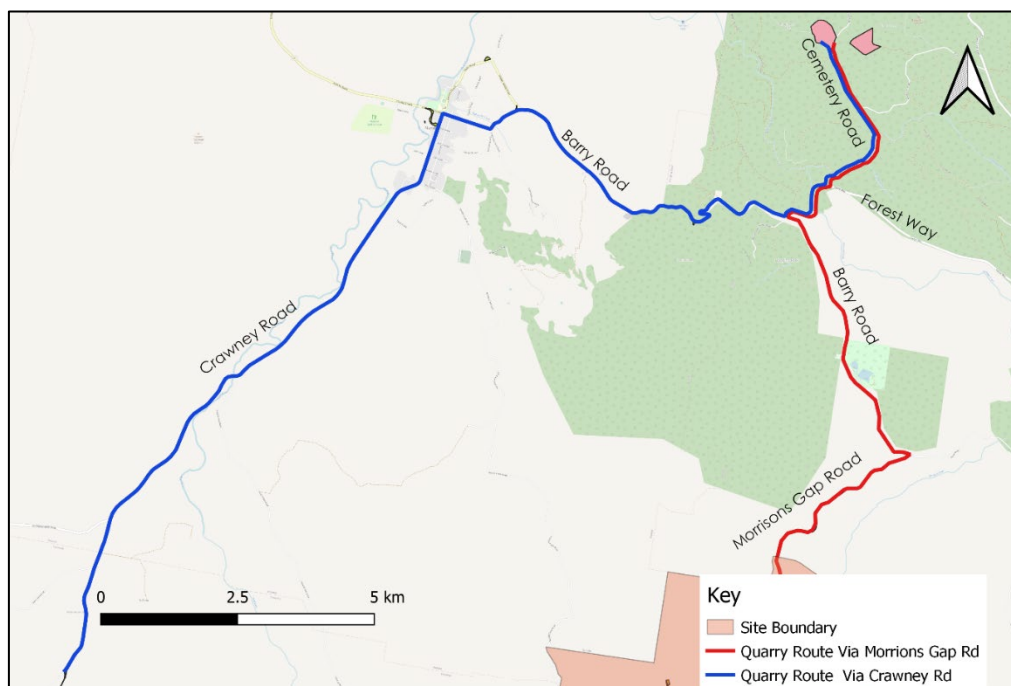 Cemetery Road
Barry Road
Forest Way
Barry Road
Crawney Road
Morrisons Gap Road
0 2.5 5 km
Key
Site Boundary
Quarry Route Via Morrions Gap Rd
Quarry Route Via Crawney Rd